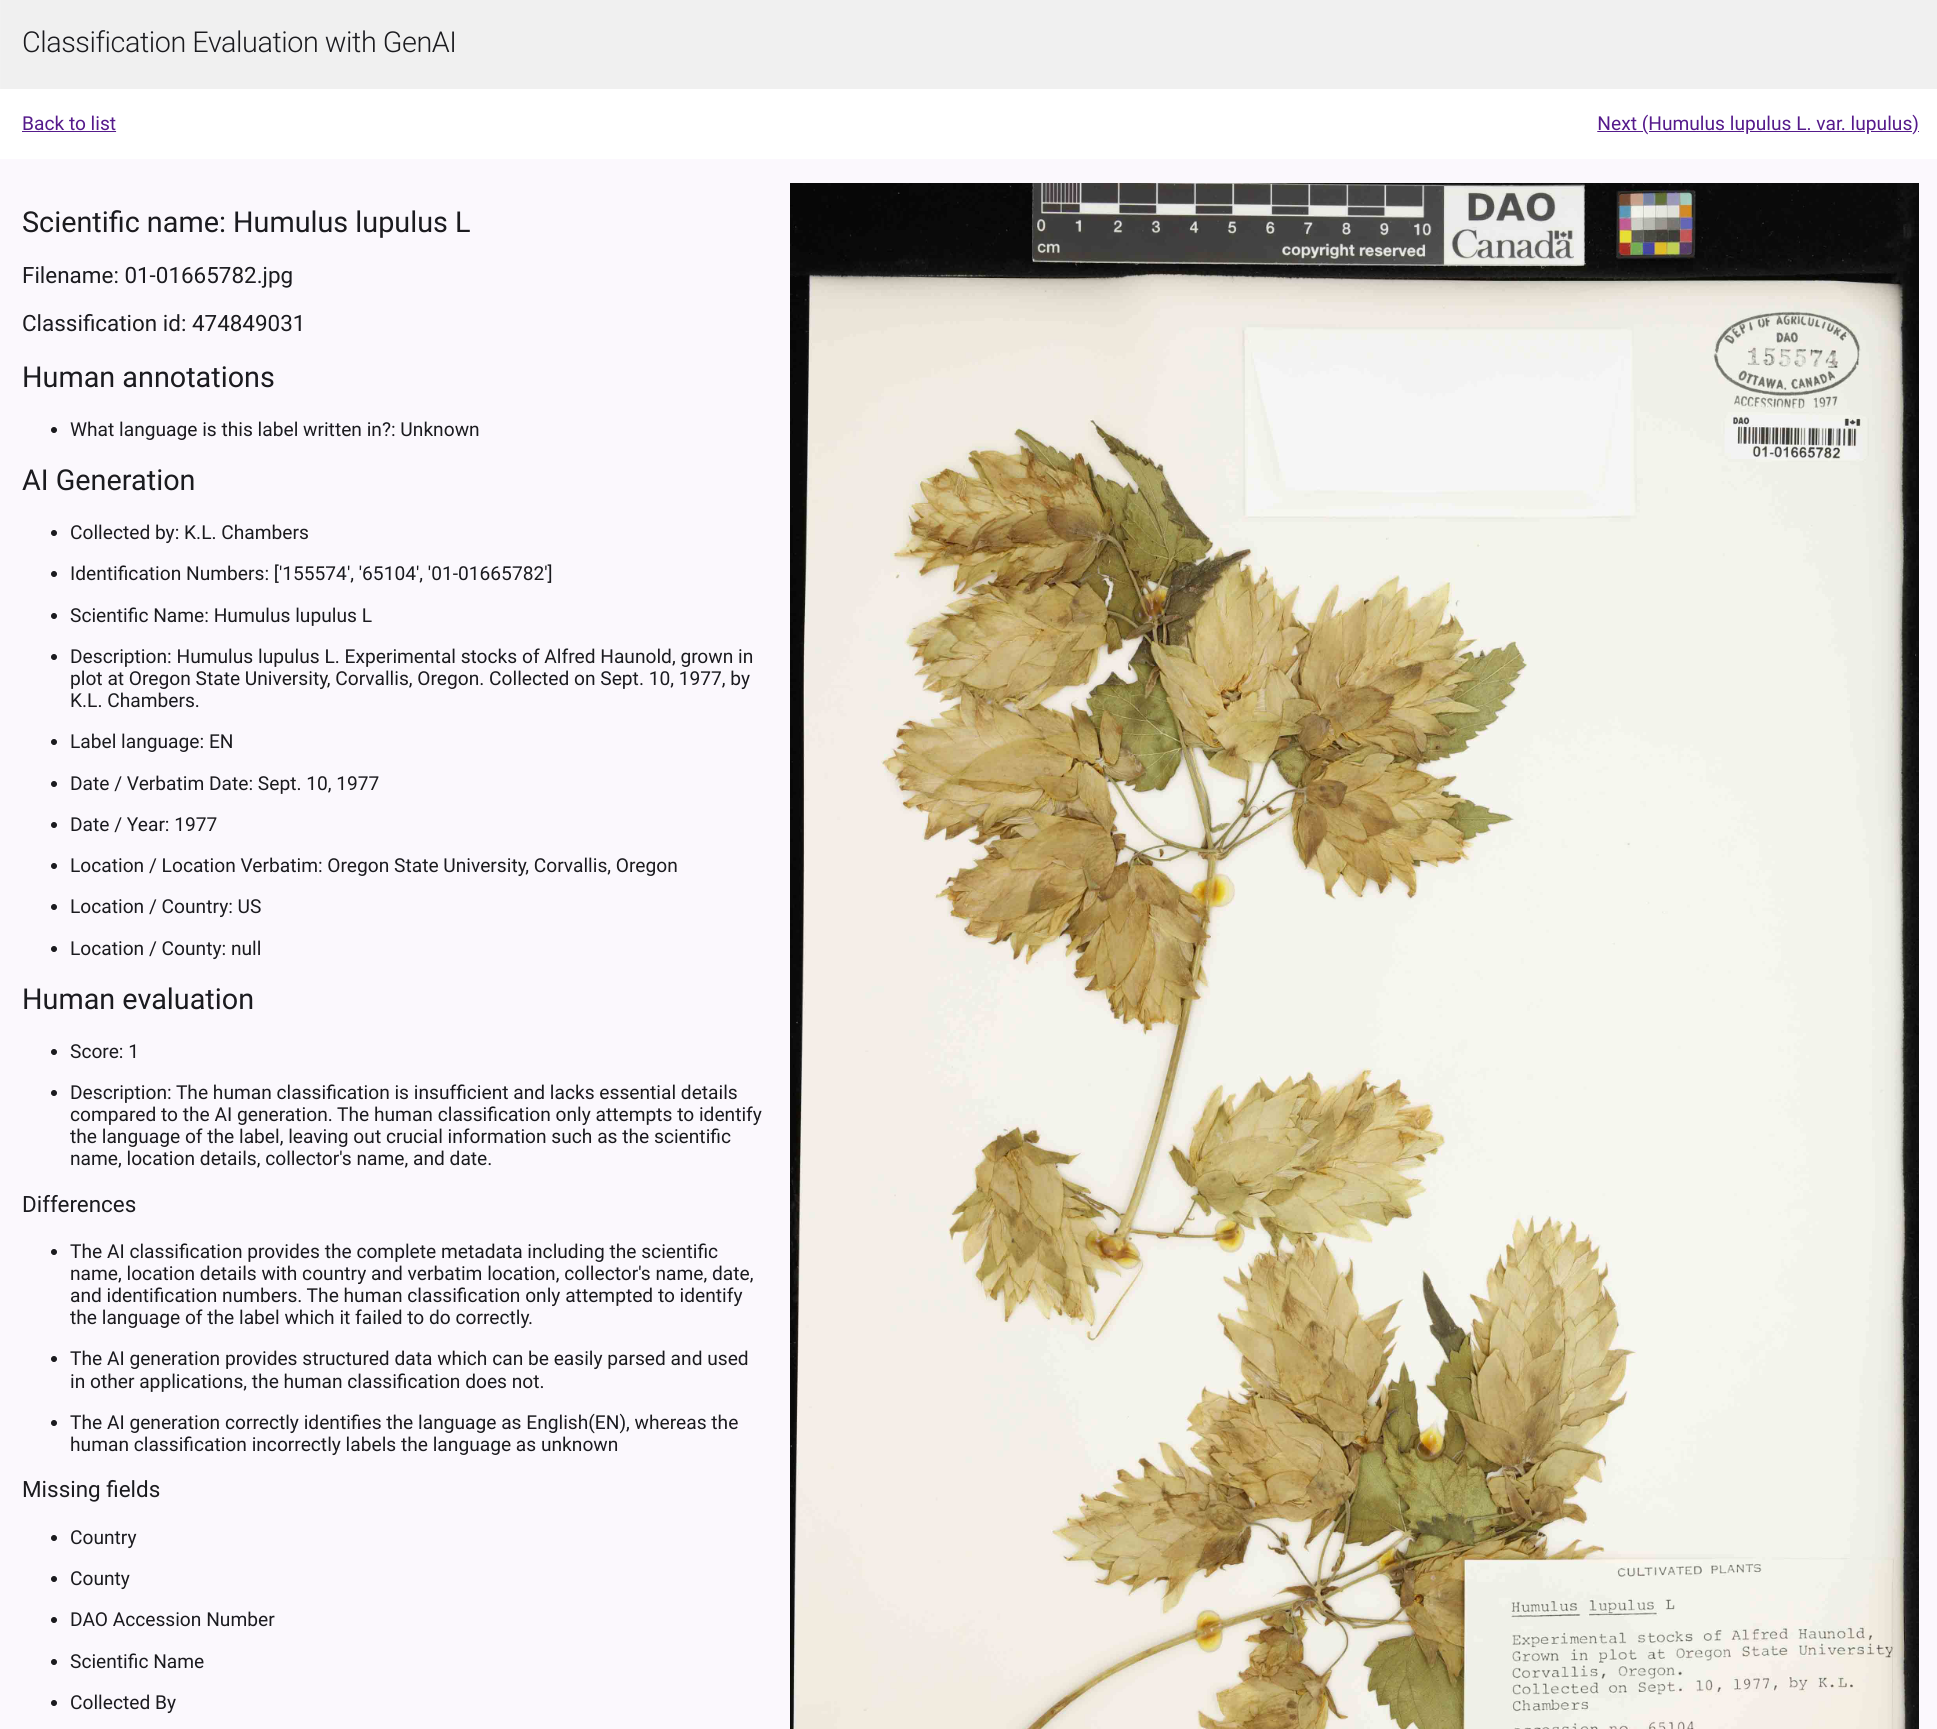 Classification Evaluation with GenAI
Back to list
Next (Humulus lupulus L. var. lupulus)
Scientific name: Humulus lupulus L
Filename: 01-01665782.jpg
Classification id: 474849031
Human annotations
• What language is this label written in?: Unknown
AI Generation
• Collected by: K.L. Chambers
• Identification Numbers: ['155574', '65104', '01-01665782']
• Scientific Name: Humulus lupulus L
• Description: Humulus lupulus L. Experimental stocks of Alfred Haunold, grown in
plot at Oregon State University, Corvallis, Oregon. Collected on Sept. 10, 1977, by
K.L. Chambers.
• Label language: EN
• Date / Verbatim Date: Sept. 10, 1977
• Date / Year: 1977
• Location / Location Verbatim: Oregon State University, Corvallis, Oregon
• Location / Country: US
• Location / County: null
Human evaluation
• Score: 1
• Description: The human classification is insufficient and lacks essential details
compared to the AI generation. The human classification only attempts to identify
the language of the label, leaving out crucial information such as the scientific
name, location details, collector's name, and date.
Differences
• The AI classification provides the complete metadata including the scientific
name, location details with country and verbatim location, collector's name, date,
and identification numbers. The human classification only attempted to identify
the language of the label which it failed to do correctly.
• The AI generation provides structured data which can be easily parsed and used
in other applications, the human classification does not.
• The AI generation correctly identifies the language as English(EN), whereas the
human classification incorrectly labels the language as unknown
Missing fields
• Country
• County
• DAO Accession Number
• Scientific Name
• Collected By
0 1 2 3 4 5 6 7 8 9 10
cm copyright reserved
DAO
Canada
DEPT OF AGRICULTURE
DAO
155574
OTTAWA, CANADA
ACCESSIONED 1977
DAO
01-01665782
CULTIVATED PLANTS
Humulus lupulus L
Experimental stocks of Alfred Haunold,
Grown in plot at Oregon State University
Corvallis, Oregon.
Collected on Sept. 10, 1977, by K.L.
Chambers
accession no. 65104